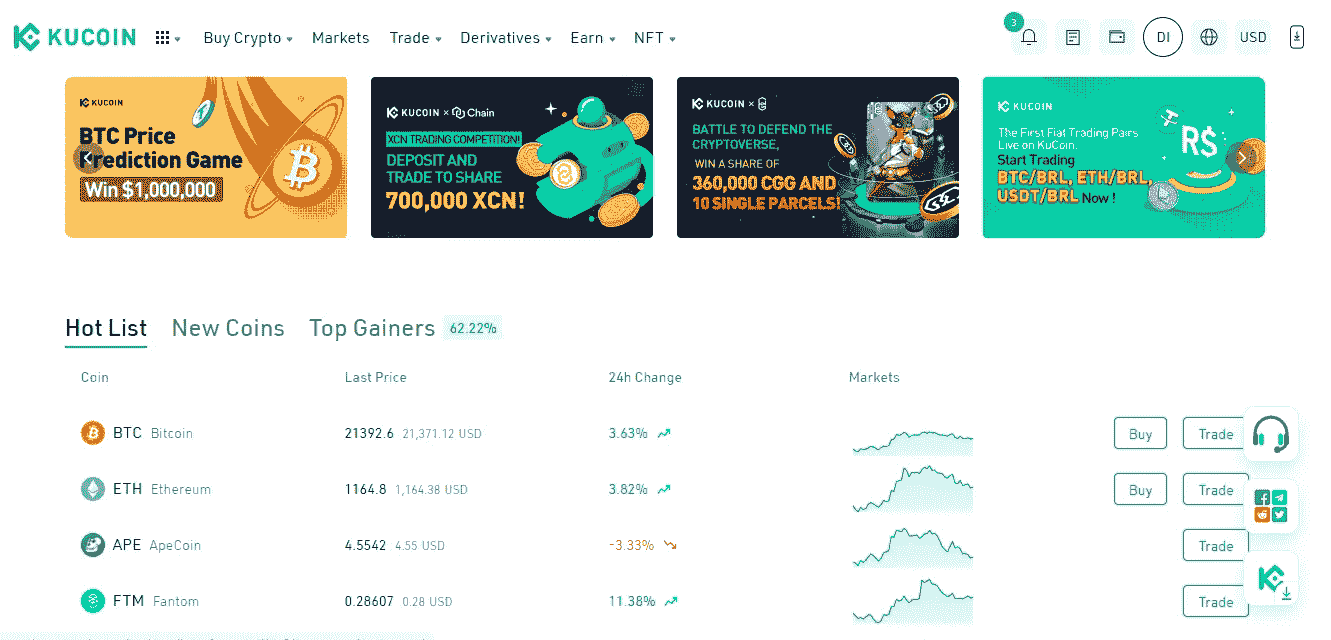 KUCOIN Buy Crypto Markets Trade Derivatives Earn NFT 3 DI USD
KUCOIN
BTC Price
Prediction Game
Win $1,000,000
KUCOIN × Chain
XCN TRADING COMPETITION!
DEPOSIT AND
TRADE TO SHARE
700,000 XCN!
KUCOIN ×
BATTLE TO DEFEND THE
CRYPTOVERSE,
WIN A SHARE OF
360,000 CGG AND
10 SINGLE PARCELS!
KUCOIN
The First Fiat Trading Pairs
Live on KuCoin.
Start Trading
BTC/BRL, ETH/BRL,
USDT/BRL Now !
R$
Hot List New Coins Top Gainers 62.22%
Coin Last Price 24h Change Markets
BTC Bitcoin 21392.6 21,371.12 USD 3.63% Buy Trade
ETH Ethereum 1164.8 1,164.38 USD 3.82% Buy Trade
APE ApeCoin 4.5542 4.55 USD -3.33% Trade
FTM Fantom 0.28607 0.28 USD 11.38% Trade